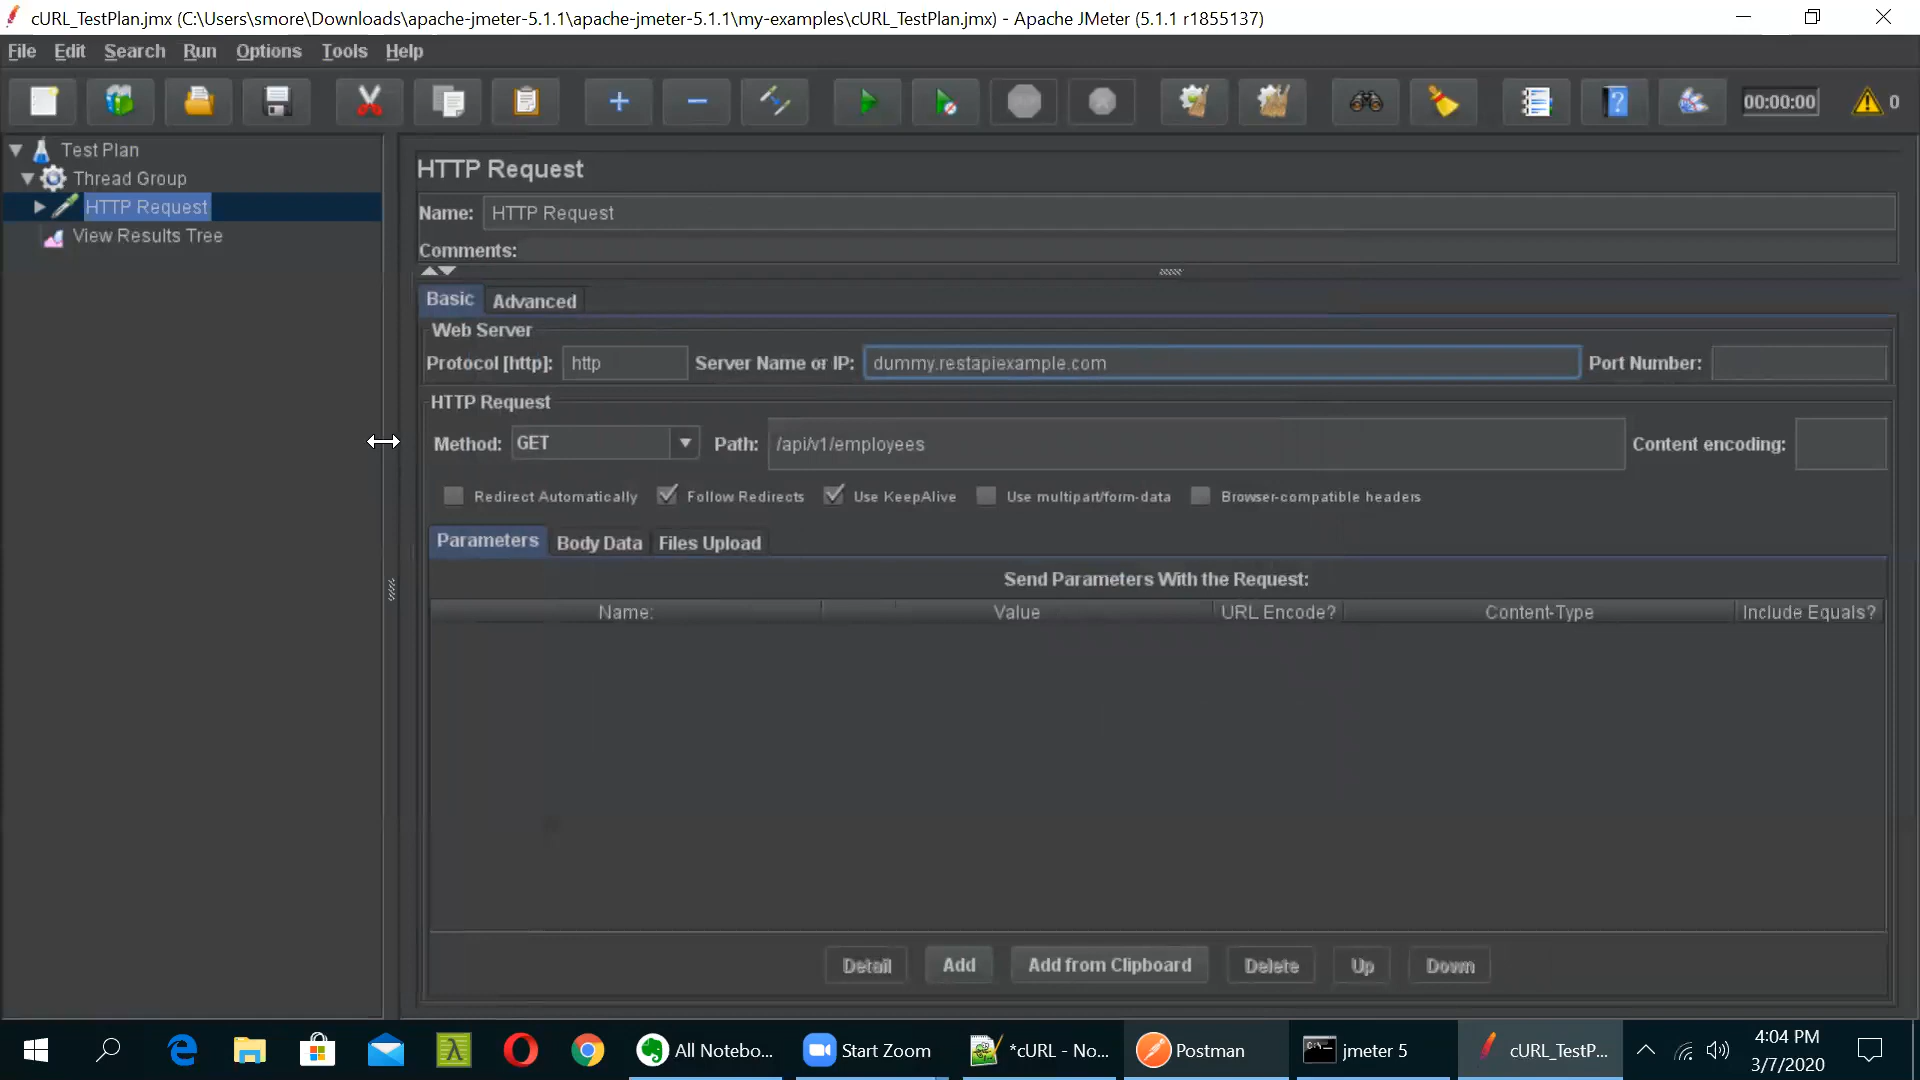 cURL_TestPlan.jmx (C:\Users\smore\Downloads\apache-jmeter-5.1.1\apache-jmeter-5.1.1\my-examples\cURL_TestPlan.jmx) - Apache JMeter (5.1.1 r1855137)
File Edit Search Run Options Tools Help
00:00:00 0
Test Plan
Thread Group
HTTP Request
View Results Tree
HTTP Request
Name: HTTP Request
Comments:
Basic Advanced
Web Server
Protocol [http]: http Server Name or IP: dummy.restapiexample.com Port Number:
HTTP Request
Method: GET Path: /api/v1/employees Content encoding:
Redirect Automatically Follow Redirects Use KeepAlive Use multipart/form-data Browser-compatible headers
Parameters Body Data Files Upload
Send Parameters With the Request:
Name: Value URL Encode? Content-Type Include Equals?
Detail Add Add from Clipboard Delete Up Down
All Notebo... Start Zoom *cURL - No... Postman jmeter 5 cURL_TestP... 4:04 PM
3/7/2020